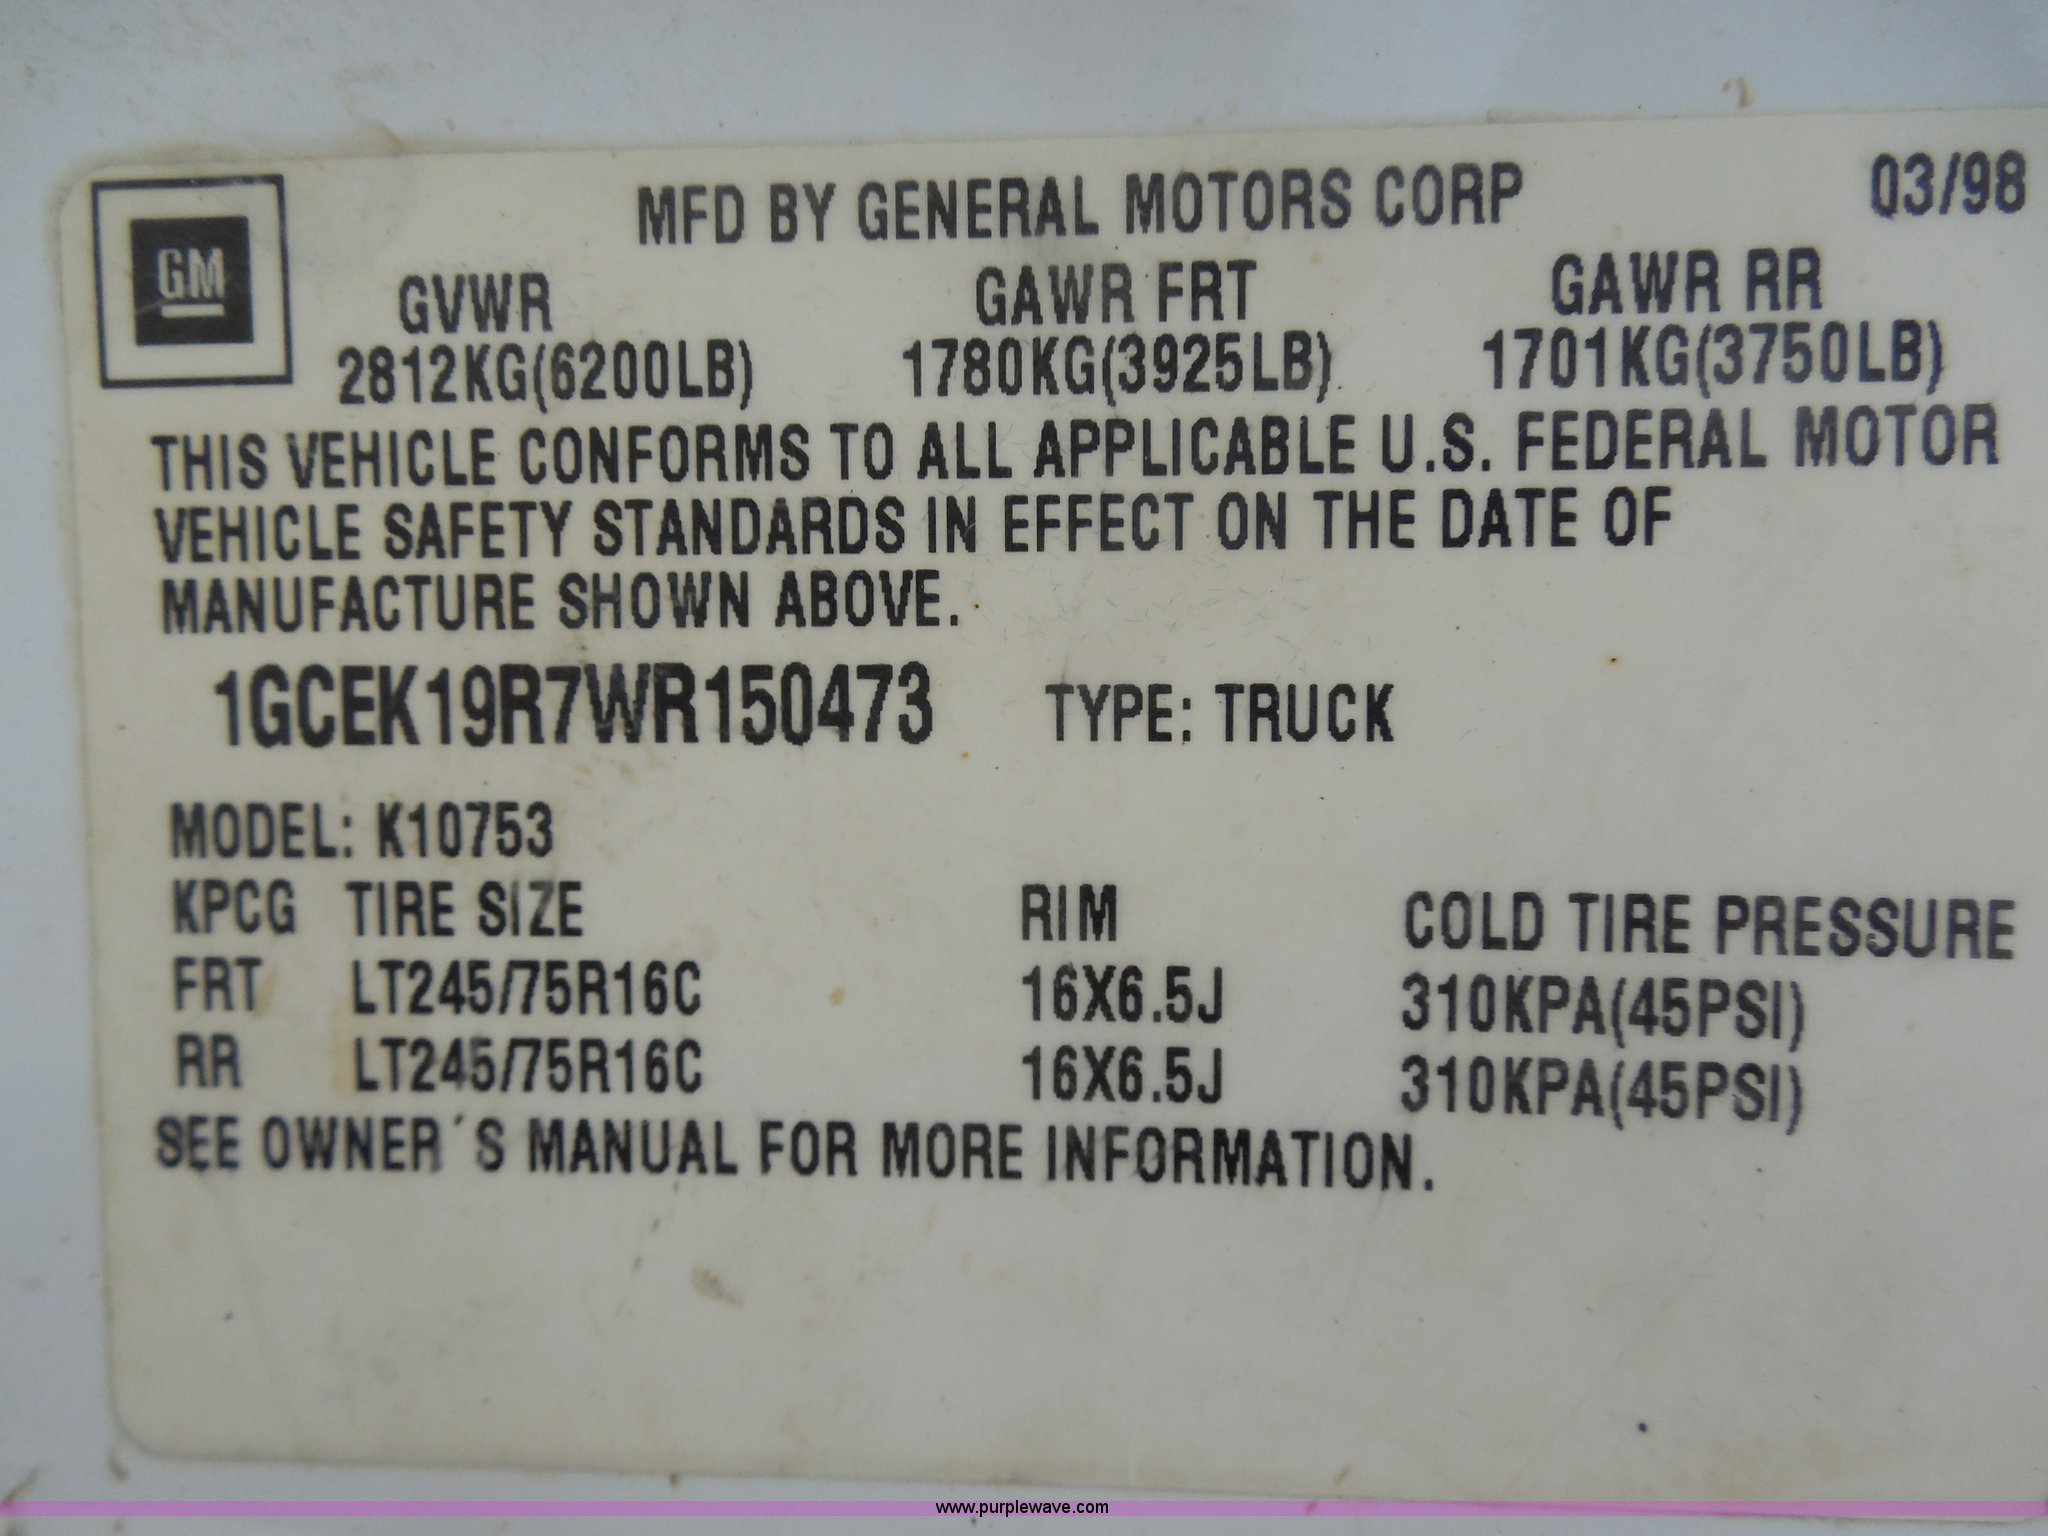 MFD BY GENERAL MOTORS CORP 03/98
GM
GVWR GAWR FRT GAWR RR
2812KG(6200LB) 1780KG(3925LB) 1701KG(3750LB)
THIS VEHICLE CONFORMS TO ALL APPLICABLE U.S. FEDERAL MOTOR
VEHICLE SAFETY STANDARDS IN EFFECT ON THE DATE OF
MANUFACTURE SHOWN ABOVE.
1GCEK19R7WR150473 TYPE: TRUCK
MODEL: K10753
KPCG TIRE SIZE RIM COLD TIRE PRESSURE
FRT LT245/75R16C 16X6.5J 310KPA(45PSI)
RR LT245/75R16C 16X6.5J 310KPA(45PSI)
SEE OWNER´S MANUAL FOR MORE INFORMATION.
www.purplewave.com